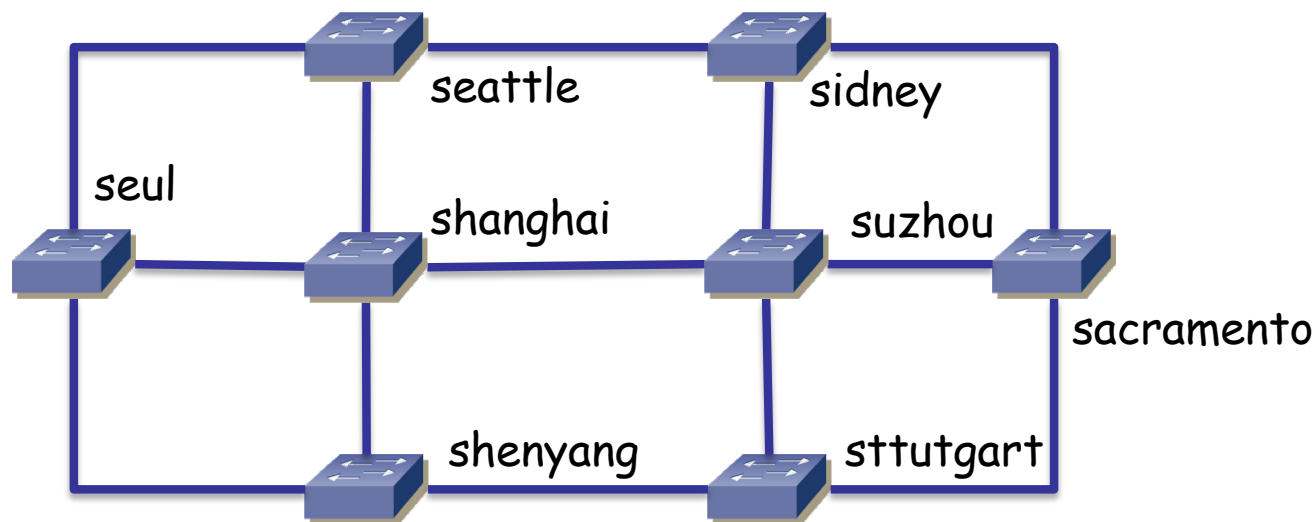 seattle
sidney
seul
shanghai
suzhou
sacramento
shenyang
sttutgart